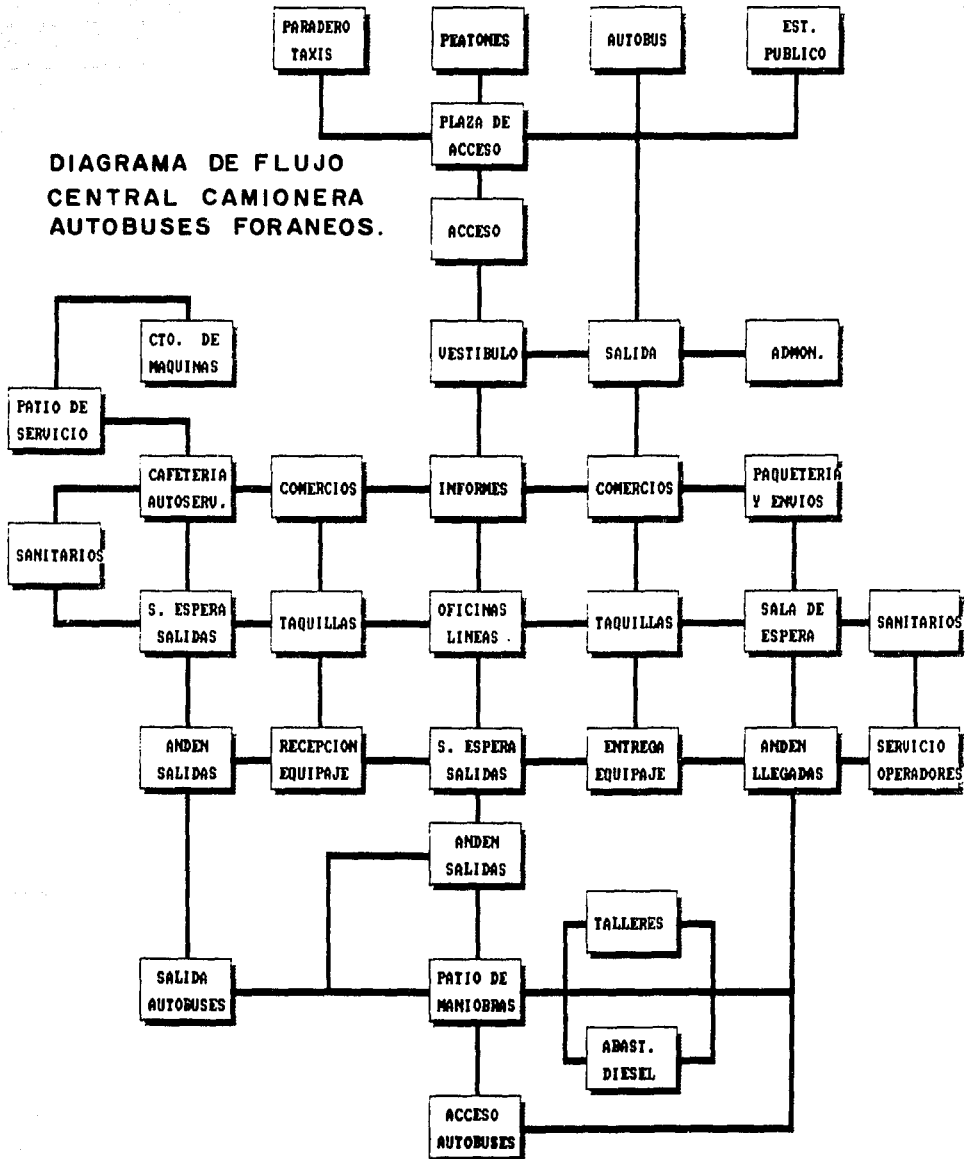 PARADERO
TAXIS
PEATONES
AUTOBUS
EST.
PUBLICO
PLAZA DE
ACCESO
DIAGRAMA DE FLUJO
CENTRAL CAMIONERA
AUTOBUSES FORANEOS.
ACCESO
CTO. DE
MAQUINAS
VESTIBULO
SALIDA
ADMON.
PATIO DE
SERVICIO
CAFETERIA
AUTOSERV.
COMERCIOS
INFORMES
COMERCIOS
PAQUETERIA
Y ENVIOS
SANITARIOS
S. ESPERA
SALIDAS
TAQUILLAS
OFICINAS
LINEAS
TAQUILLAS
SALA DE
ESPERA
SANITARIOS
ANDEN
SALIDAS
RECEPCION
EQUIPAJE
S. ESPERA
SALIDAS
ENTREGA
EQUIPAJE
ANDEN
LLEGADAS
SERVICIO
OPERADORES
ANDEN
SALIDAS
TALLERES
SALIDA
AUTOBUSES
PATIO DE
MANIOBRAS
ABAST.
DIESEL
ACCESO
AUTOBUSES